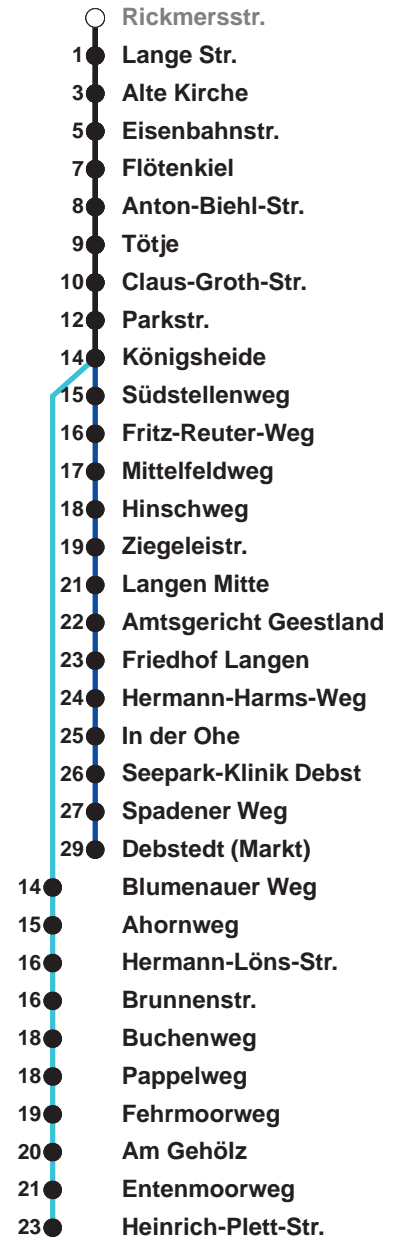 Rickmersstr.
1 Lange Str.
3 Alte Kirche
5 Eisenbahnstr.
7 Flötenkiel
8 Anton-Biehl-Str.
9 Tötje
10 Claus-Groth-Str.
12 Parkstr.
14 Königsheide
15 Südstellenweg
16 Fritz-Reuter-Weg
17 Mittelfeldweg
18 Hinschweg
19 Ziegeleistr.
21 Langen Mitte
22 Amtsgericht Geestland
23 Friedhof Langen
24 Hermann-Harms-Weg
25 In der Ohe
26 Seepark-Klinik Debst
27 Spadener Weg
29 Debstedt (Markt)
14 Blumenauer Weg
15 Ahornweg
16 Hermann-Löns-Str.
16 Brunnenstr.
18 Buchenweg
18 Pappelweg
19 Fehrmoorweg
20 Am Gehölz
21 Entenmoorweg
23 Heinrich-Plett-Str.